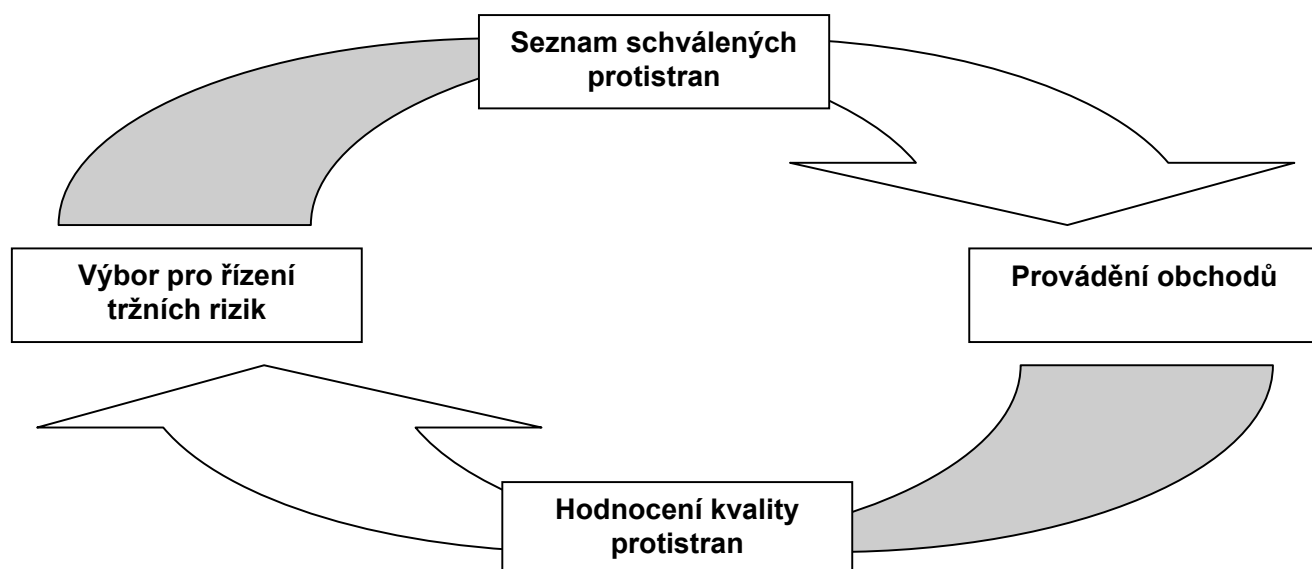 Seznam schválených
protistran
Výbor pro řízení
tržních rizik
Provádění obchodů
Hodnocení kvality
protistran